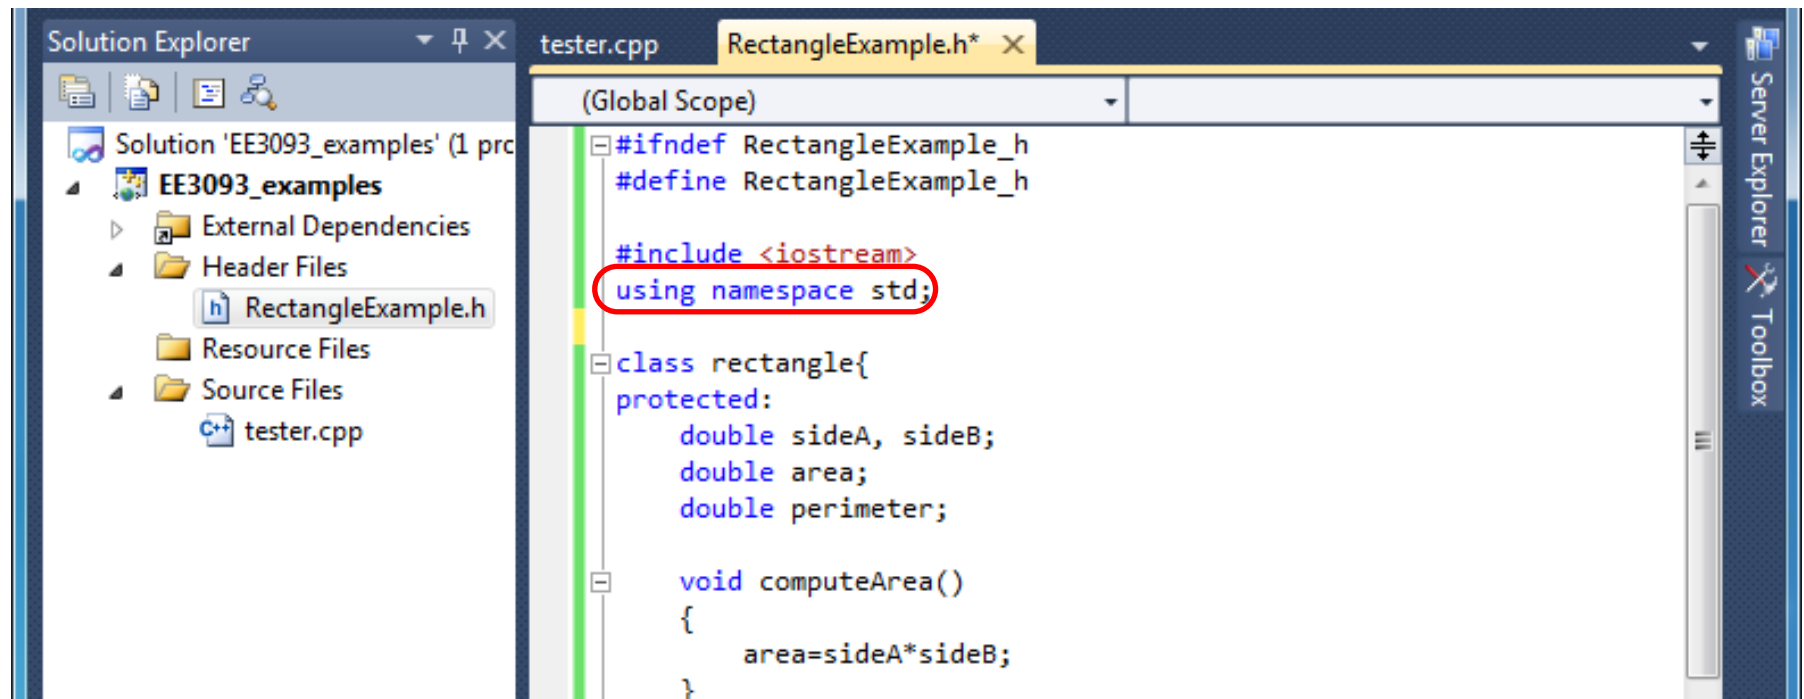 Solution Explorer
Solution 'EE3093_examples' (1 prc
EE3093_examples
External Dependencies
Header Files
h RectangleExample.h
Resource Files
Source Files
C++ tester.cpp
tester.cpp RectangleExample.h*
(Global Scope)
#ifndef RectangleExample_h
#define RectangleExample_h
#include <iostream>
using namespace std;
class rectangle{
protected:
double sideA, sideB;
double area;
double perimeter;
void computeArea()
{
area=sideA*sideB;
}
Server Explorer
Toolbox